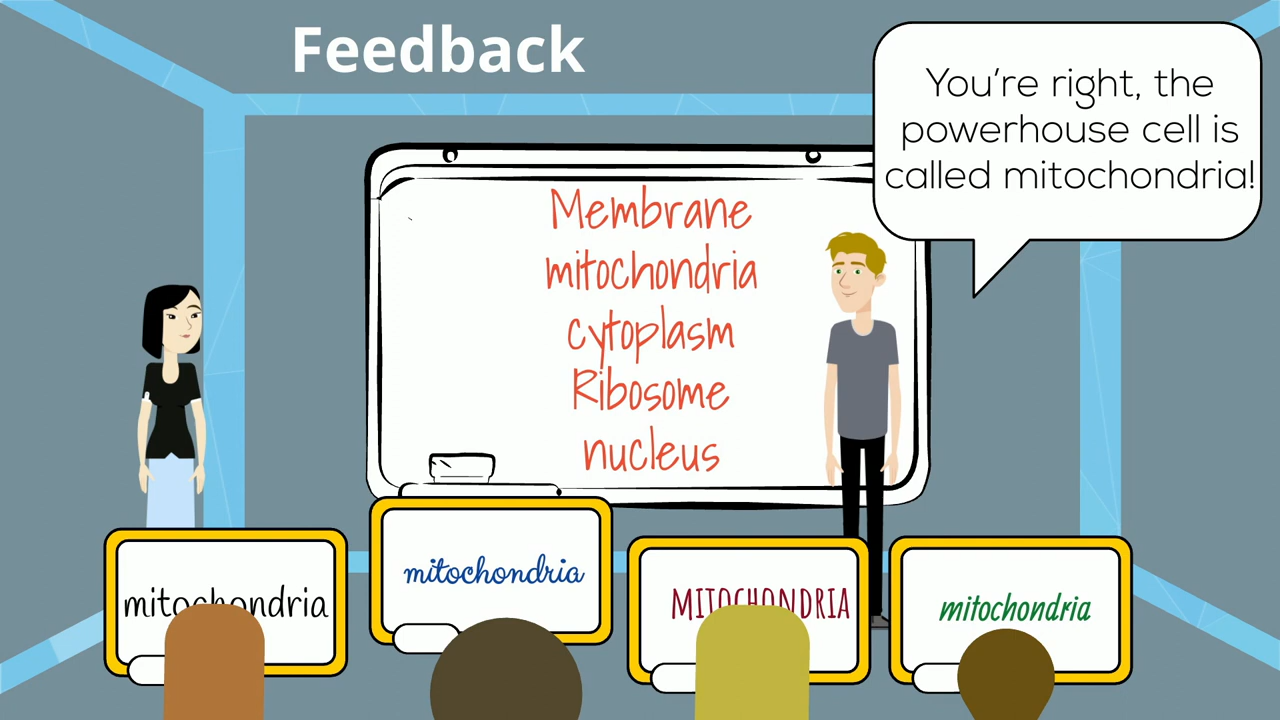 Feedback
You're right, the
powerhouse cell is
called mitochondria!
Membrane
mitochondria
cytoplasm
Ribosome
nucleus
mitochondria
mitochondria
MITOCHONDRIA
mitochondria